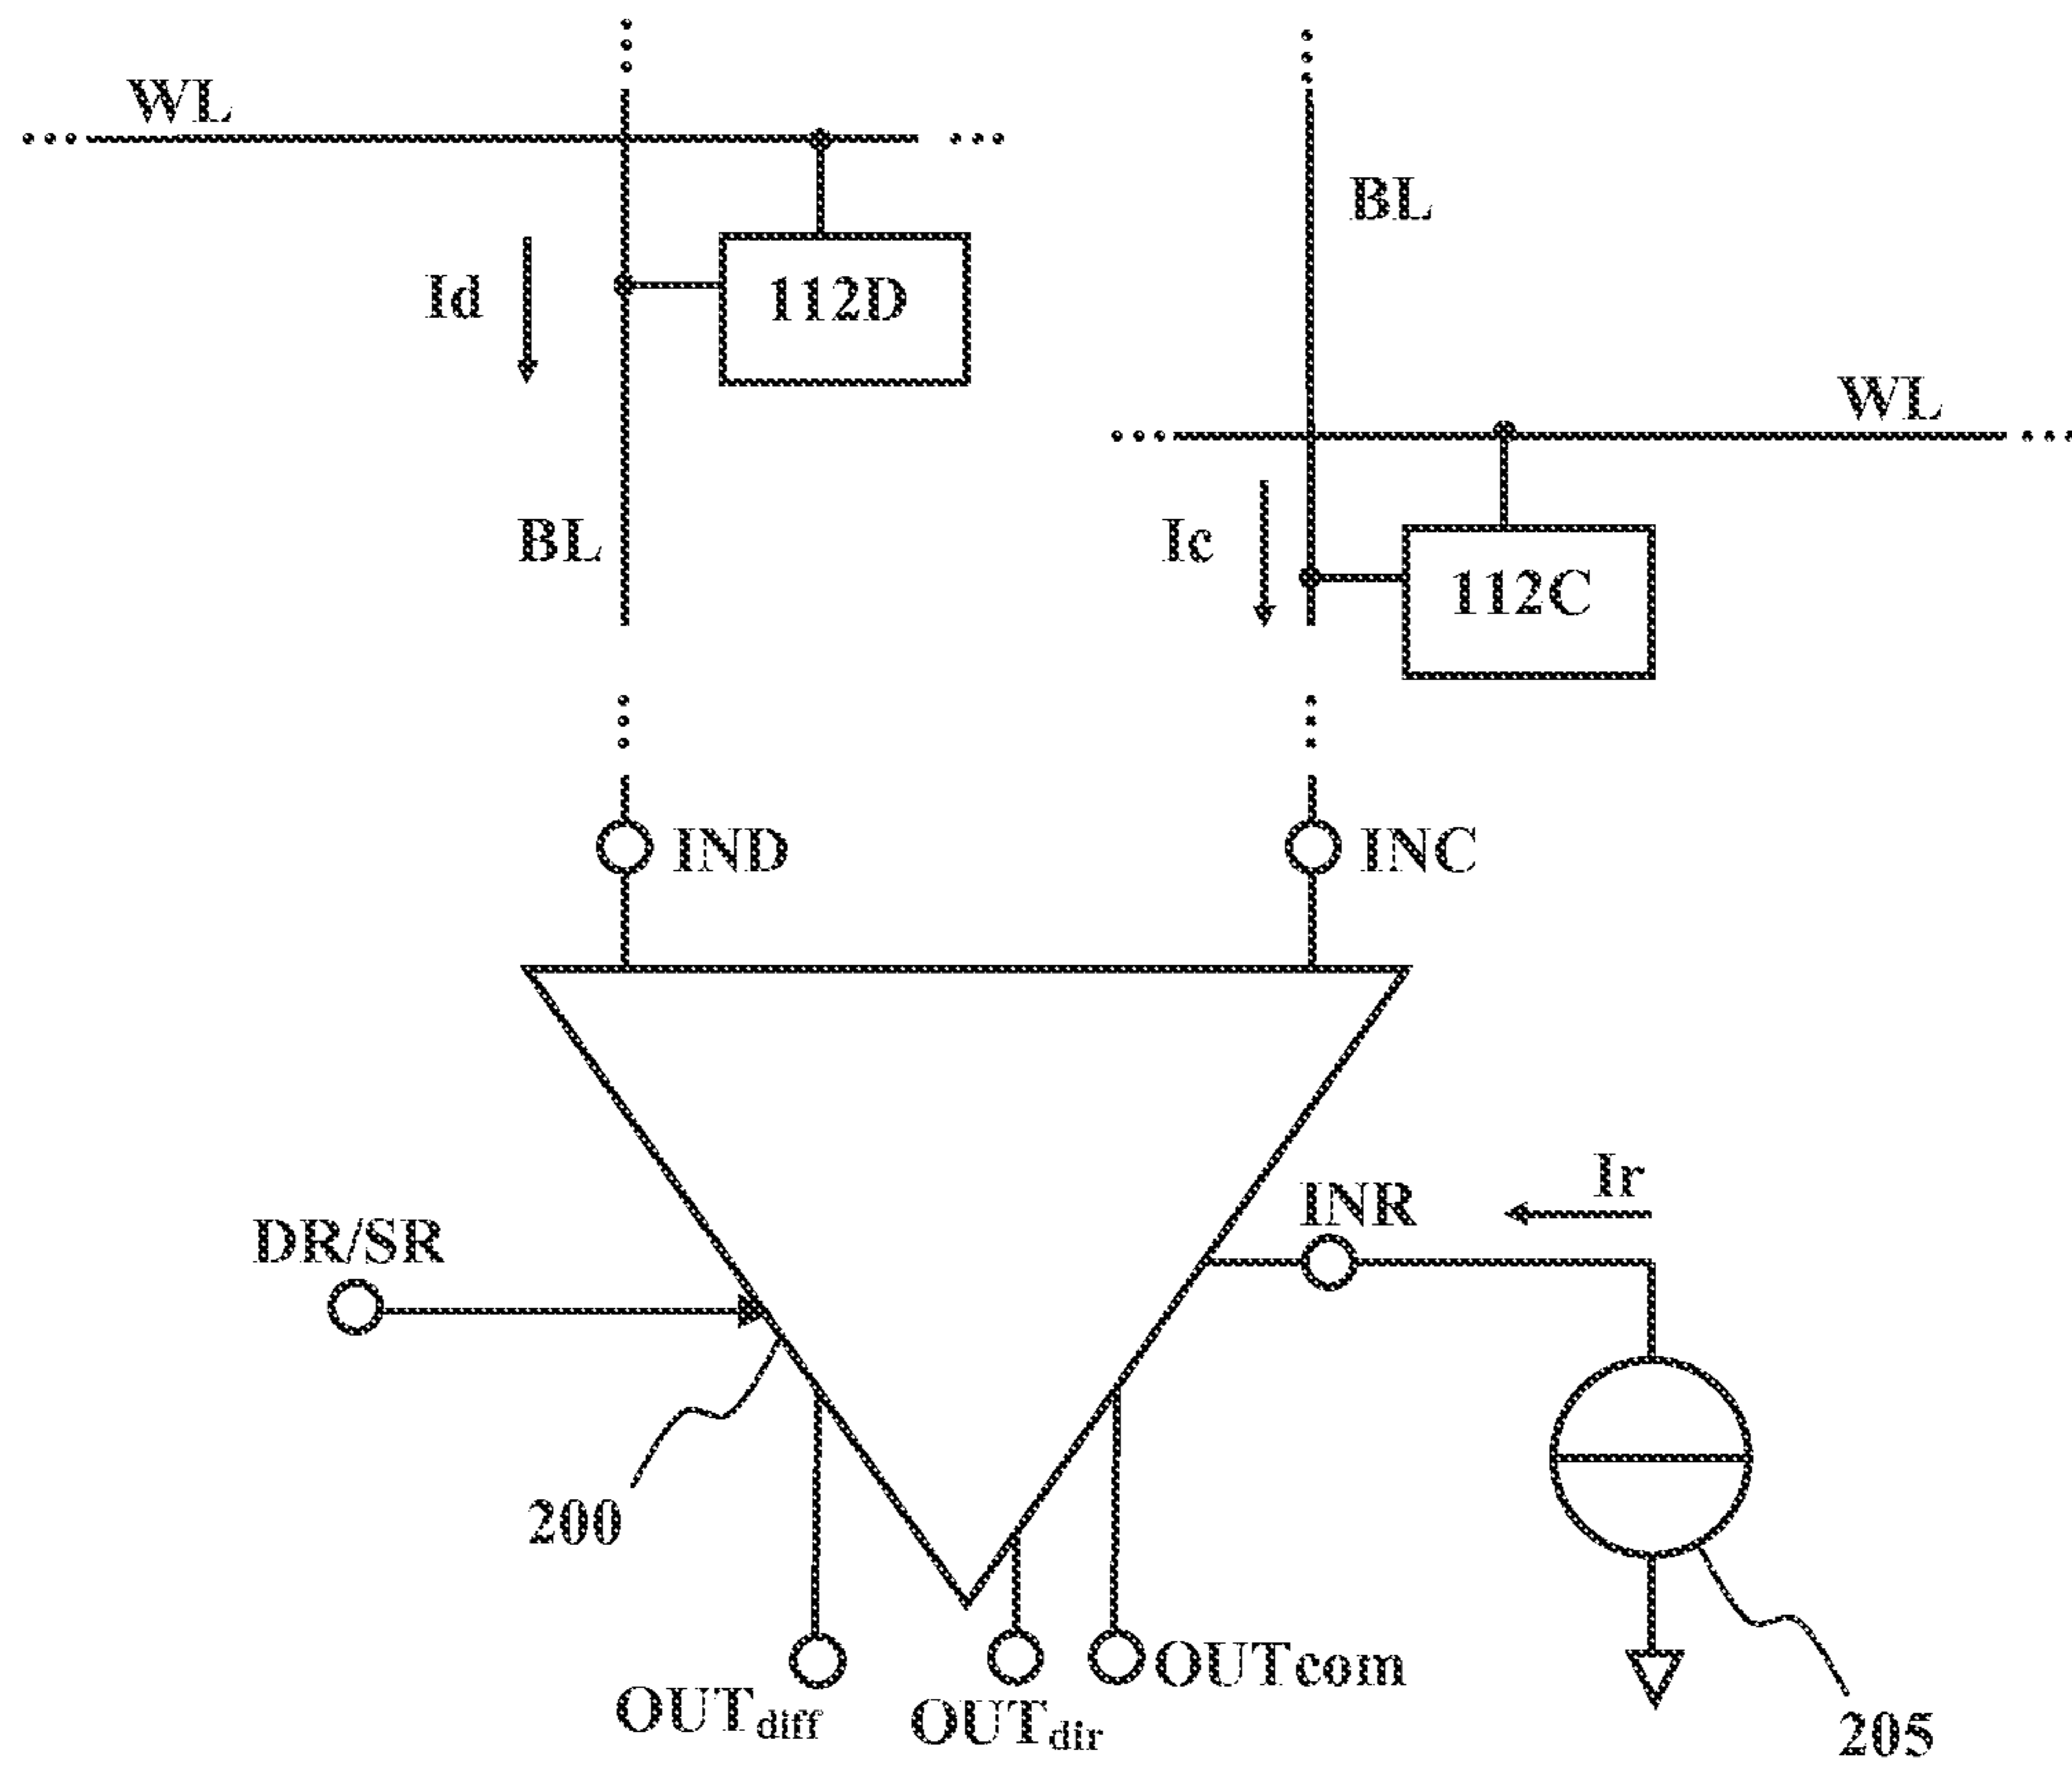 WL
BL
Id
112D
WL
BL
Ic
112C
IND
INC
Ir
INR
DR/SR
200
OUTcom
OUTdiff
OUTdir
205